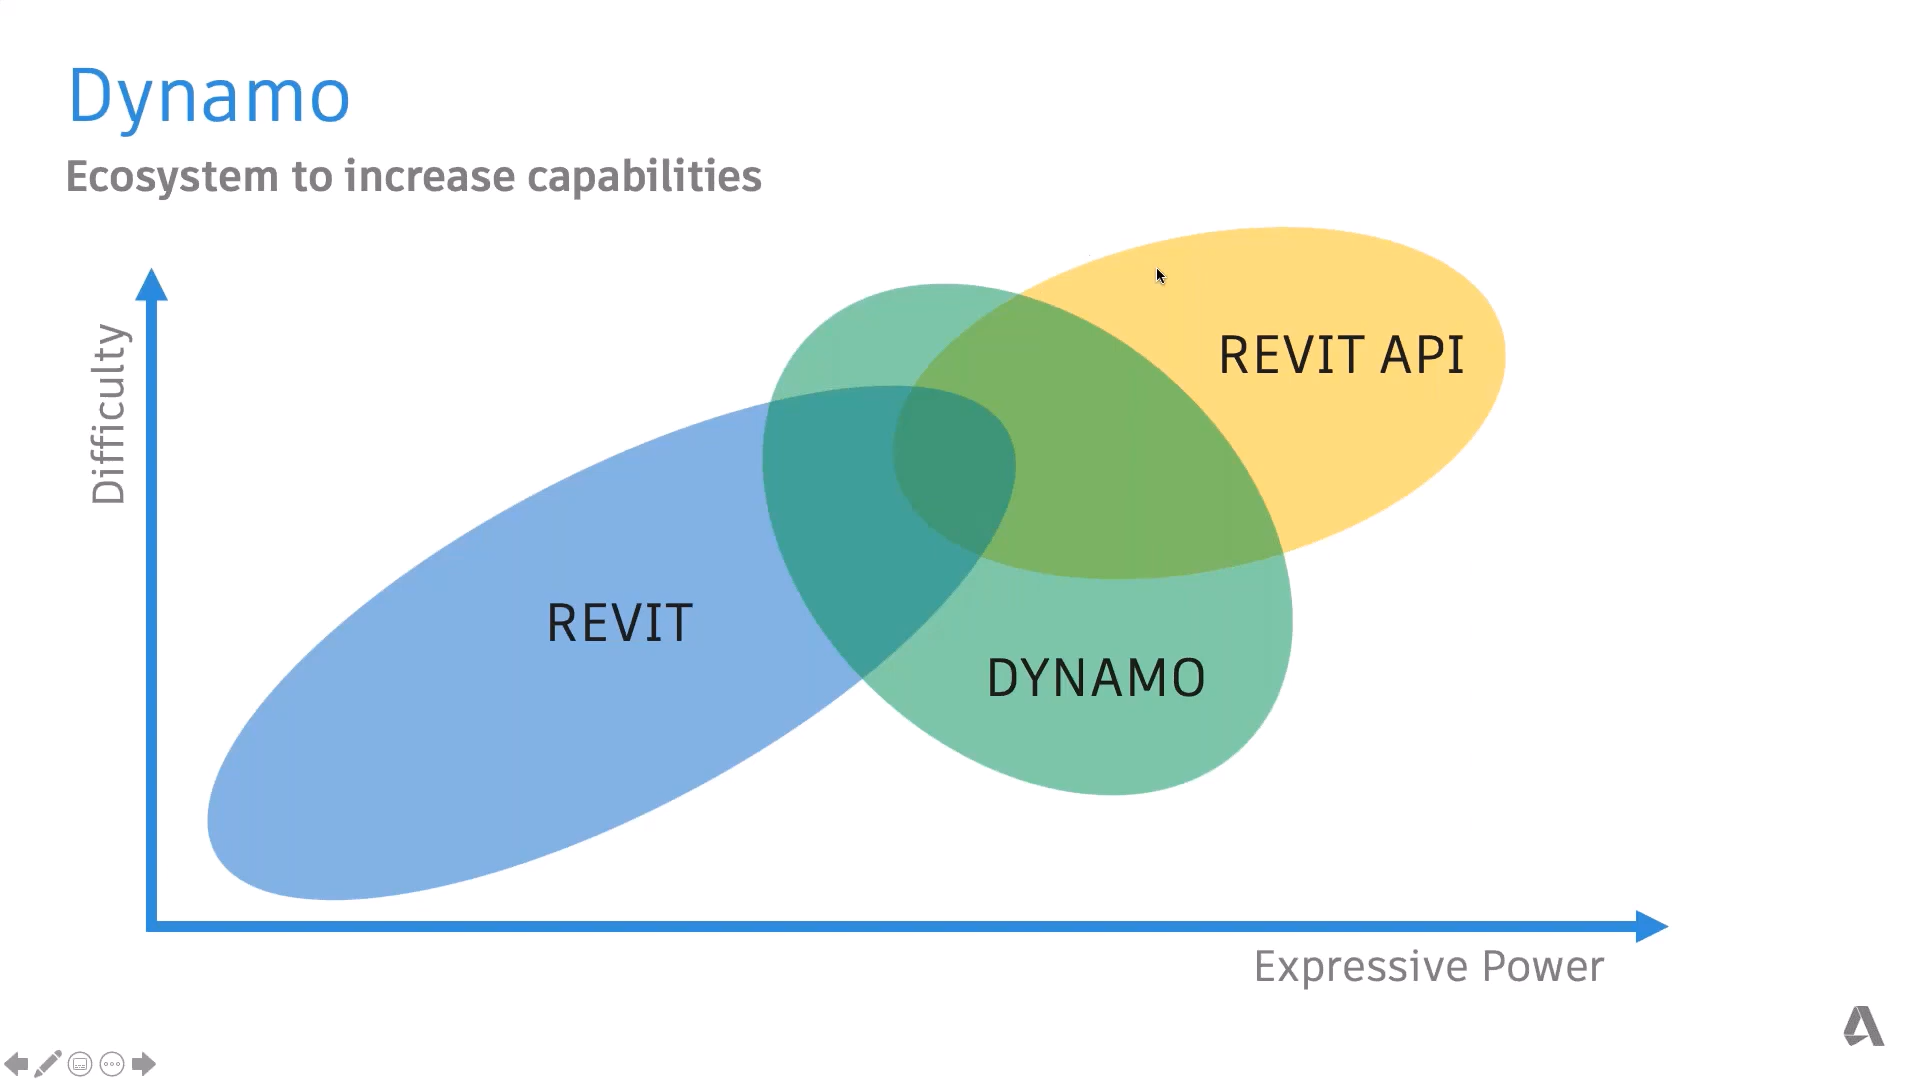 Dynamo
Ecosystem to increase capabilities
Difficulty
REVIT API
REVIT
DYNAMO
Expressive Power